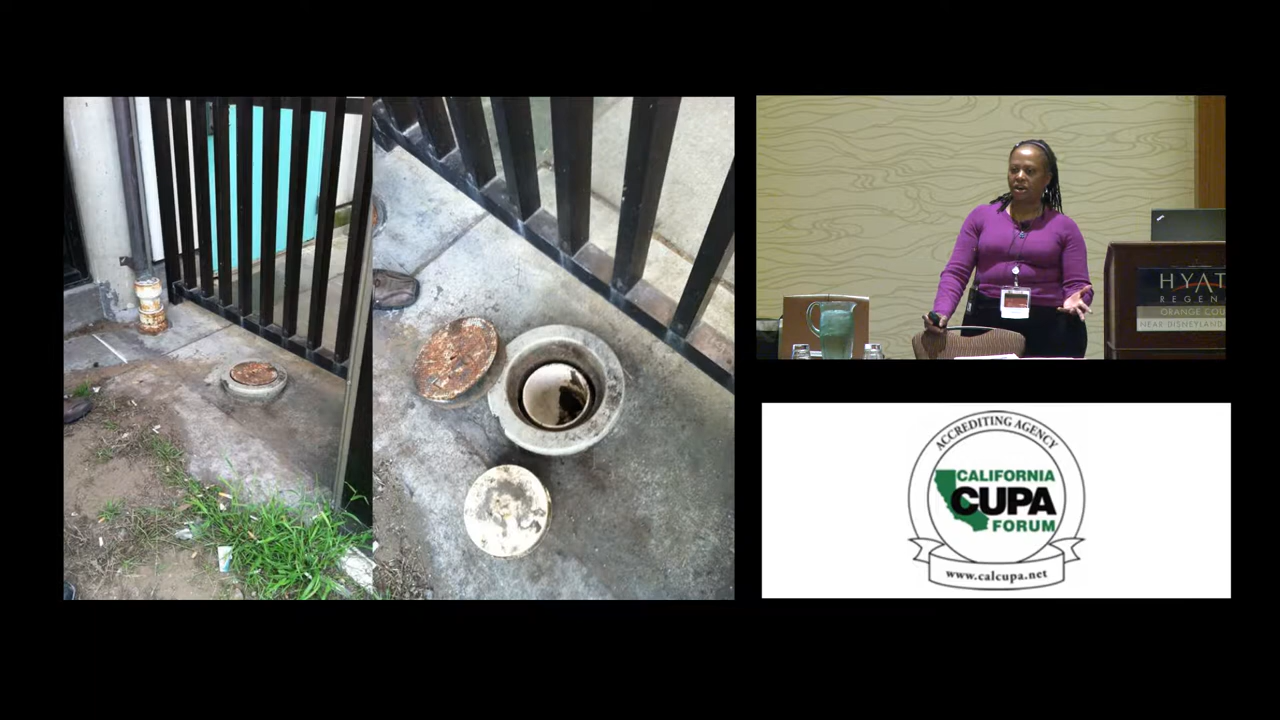 HYAT
REGEN
ORANGE COU
NEAR-DISNEYLAND
ACCREDITING AGENCY
CALIFORNIA
CUPA
FORUM
www.calcupa.net